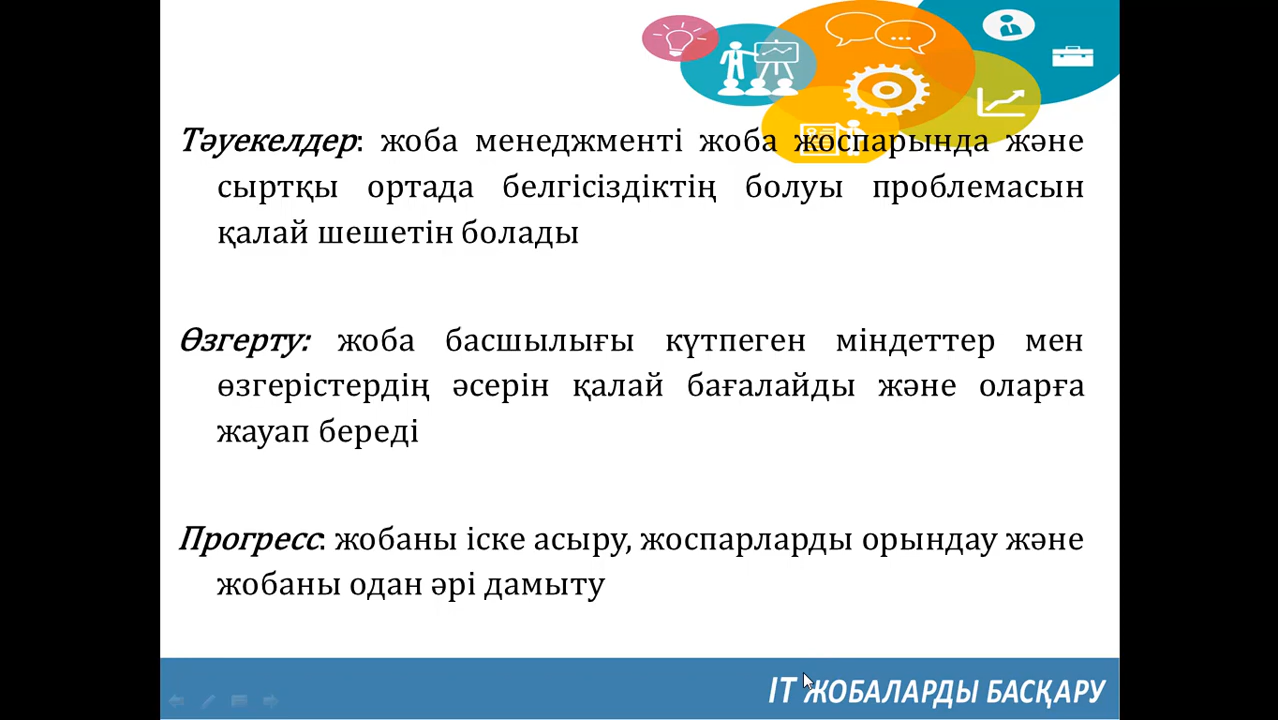 Тәуекелдер: жоба менеджменті жоба жоспарында және
сыртқы ортада белгісіздіктің болуы проблемасын
қалай шешетін болады
Өзгерту: жоба басшылығы күтпеген міндеттер мен
өзгерістердің әсерін қалай бағалайды және оларға
жауап береді
Прогресс: жобаны іске асыру, жоспарларды орындау және
жобаны одан әрі дамыту
IT ЖОБАЛАРДЫ БАСҚАРУ